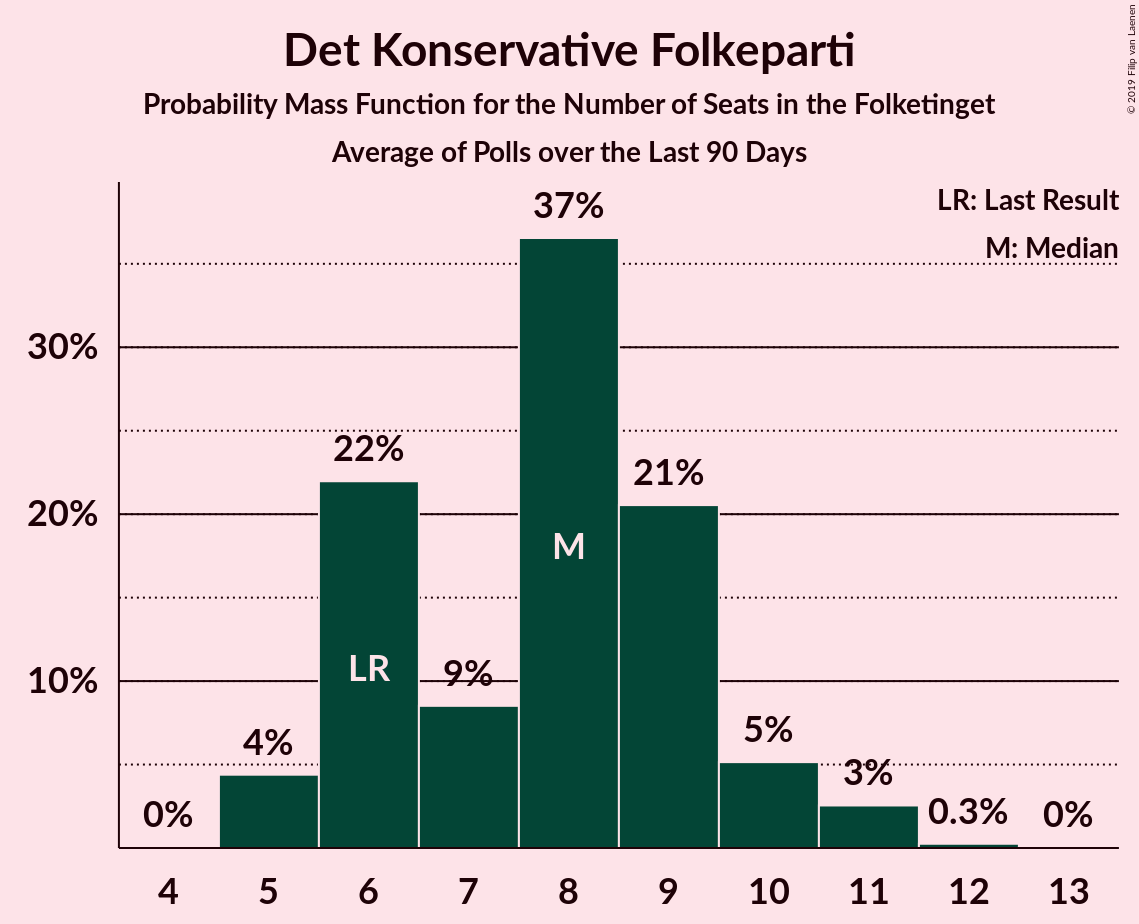 Det Konservative Folkeparti
Probability Mass Function for the Number of Seats in the Folketinget
Average of Polls over the Last 90 Days
© 2019 Filip van Laenen
LR: Last Result
M: Median
37%
30%
22%
21%
20%
M
LR
9%
10%
5%
4%
3%
0%
0.3%
0%
4 5 6 7 8 9 10 11 12 13